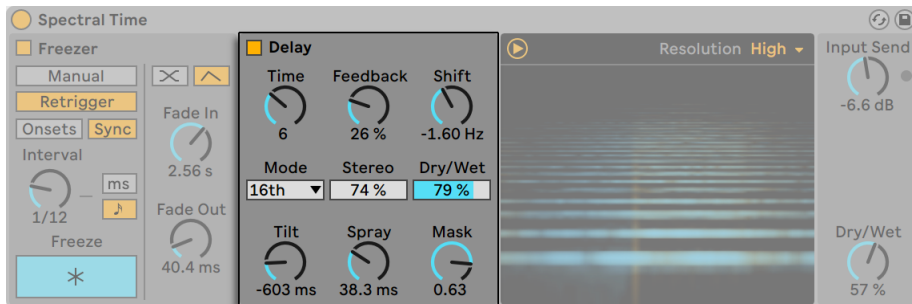 Spectral Time
Freezer
Manual
Retrigger
Onsets Sync
Interval
1/12
ms
Freeze
Fade In
2.56 s
Fade Out
40.4 ms
Delay
Time Feedback Shift
6 26 % -1.60 Hz
Mode Stereo Dry/Wet
16th 74 % 79 %
Tilt Spray Mask
-603 ms 38.3 ms 0.63
Resolution High
Input Send
-6.6 dB
Dry/Wet
57 %